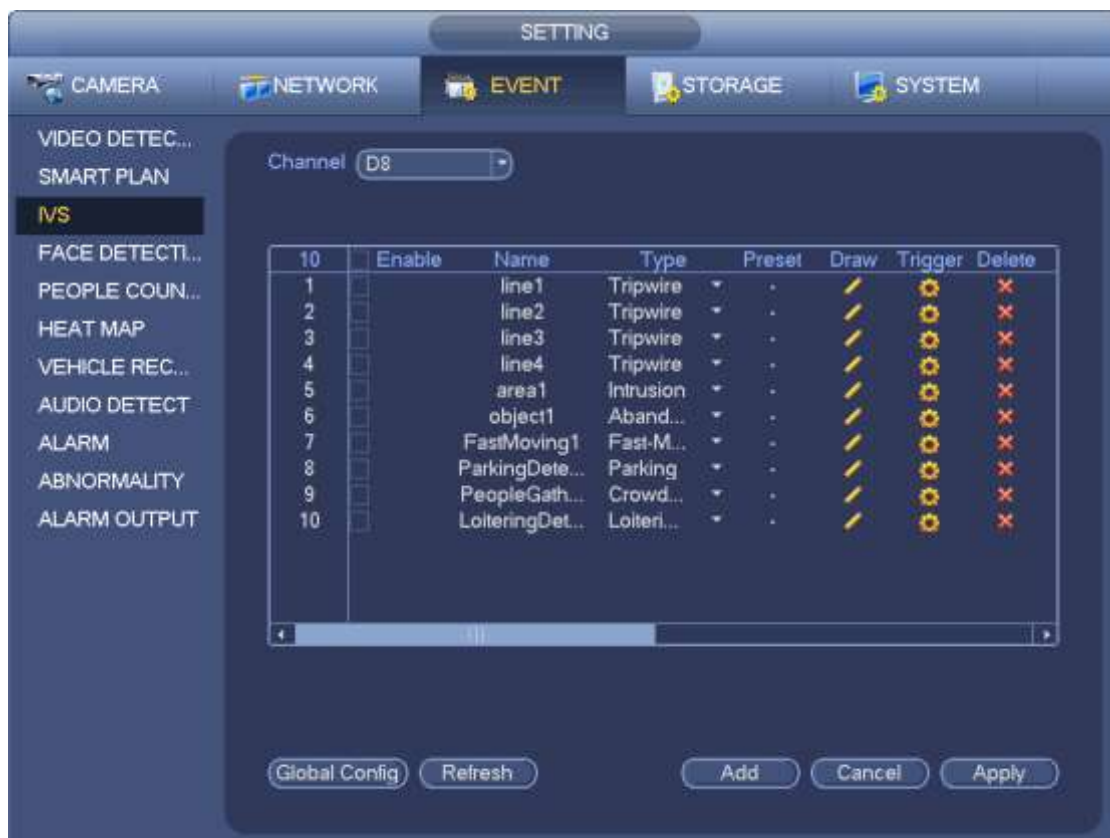 SETTING
CAMERA NETWORK EVENT STORAGE SYSTEM
VIDEO DETEC...
SMART PLAN
IVS
FACE DETECTI...
PEOPLE COUN...
HEAT MAP
VEHICLE REC...
AUDIO DETECT
ALARM
ABNORMALITY
ALARM OUTPUT
Channel D8
10 Enable Name Type Preset Draw Trigger Delete
1 line1 Tripwire -
2 line2 Tripwire -
3 line3 Tripwire -
4 line4 Tripwire -
5 area1 Intrusion -
6 object1 Aband... -
7 FastMoving1 Fast-M... -
8 ParkingDete... Parking -
9 PeopleGath... Crowd... -
10 LoiteringDet... Loiteri... -
Global Config Refresh Add Cancel Apply